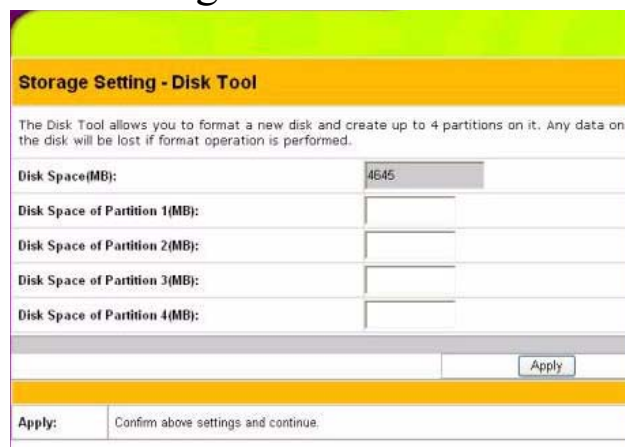 Storage Setting - Disk Tool
The Disk Tool allows you to format a new disk and create up to 4 partitions on it. Any data on
the disk will be lost if format operation is performed.
Disk Space(MB): 4645
Disk Space of Partition 1(MB):
Disk Space of Partition 2(MB):
Disk Space of Partition 3(MB):
Disk Space of Partition 4(MB):
Apply
Apply: Confirm above settings and continue.